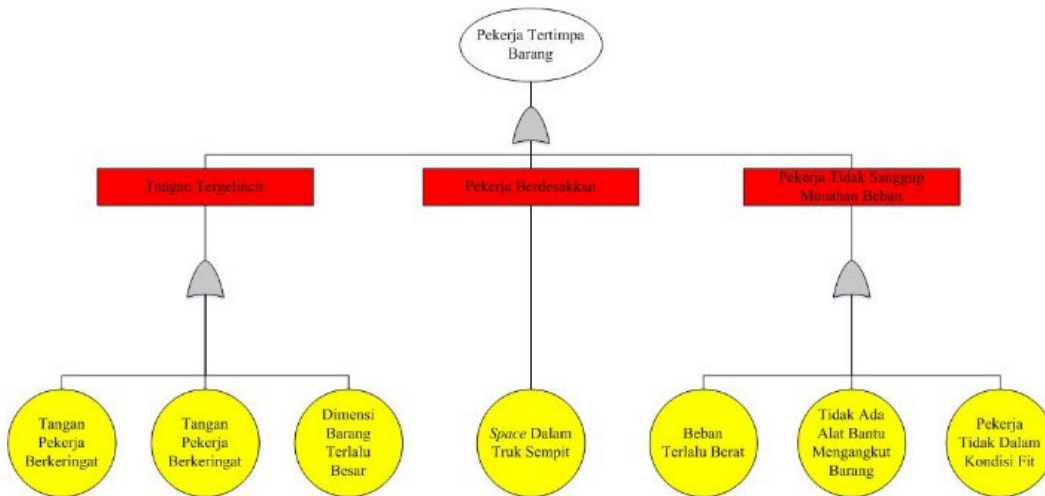 Pekerja Tertimpa
Barang
Tangan Tergelincir
Pekerja Berdesakkan
Pekerja Tidak Sanggup
Menahan Beban
Tangan
Pekerja
Berkeringat
Tangan
Pekerja
Berkeringat
Dimensi
Barang
Terlalu
Besar
Space Dalam
Truk Sempit
Beban
Terlalu Berat
Tidak Ada
Alat Bantu
Mengangkut
Barang
Pekerja
Tidak Dalam
Kondisi Fit